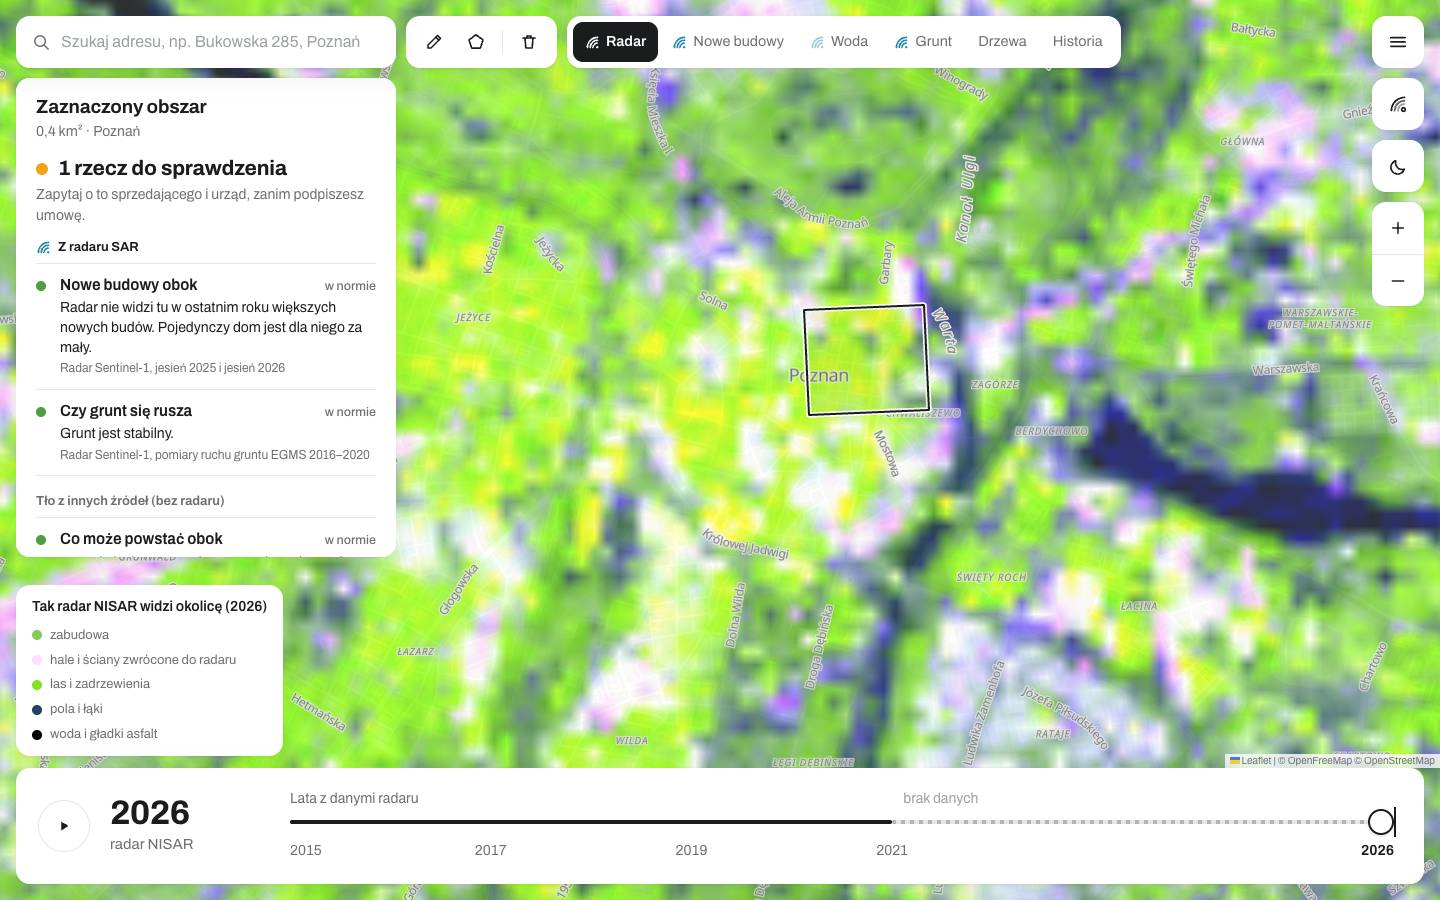 Szukaj adresu, np. Bukowska 285, Poznań
Radar
Nowe budowy
Woda
Grunt
Drzewa
Historia
Zaznaczony obszar
0,4 km² · Poznań
1 rzecz do sprawdzenia
Zapytaj o to sprzedającego i urząd, zanim podpiszesz
umowę.
Z radaru SAR
Nowe budowy obok
w normie
Radar nie widzi tu w ostatnim roku większych
nowych budów. Pojedynczy dom jest dla niego za
mały.
Radar Sentinel-1, jesień 2025 i jesień 2026
Czy grunt się rusza
w normie
Grunt jest stabilny.
Radar Sentinel-1, pomiary ruchu gruntu EGMS 2016–2020
Tło z innych źródeł (bez radaru)
Co może powstać obok
w normie
Tak radar NISAR widzi okolicę (2026)
zabudowa
hale i ściany zwrócone do radaru
las i zadrzewienia
pola i łąki
woda i gładki asfalt
Bałtycka
Winogrady
Księcia Mieszka I
GŁÓWNA
Aleja Armii Poznań
Kanał Ulgi
Świętego Michała
Kościelna
Jeżycka
Garbary
Solna
JEŻYCE
Warta
WARSZAWSKIE-
POMET-MALTAŃSKIE
Poznan
Warszawska
ZAGÓRZE
Krańcowa
CHWALISZEWO
BERDYCHOWO
Mostowa
Królowej Jadwigi
GRUNWALD
Głogowska
ŚWIĘTY ROCH
Dolna Wilda
Droga Dębińska
ŁACINA
ŁAZARZ
Chartowo
Hetmańska
Ludwika Zamenhofa
Józefa Piłsudskiego
RATAJE
WILDA
ŁĘGI DĘBIŃSKIE
Leaflet | © OpenFreeMap © OpenStreetMap
2026
radar NISAR
Lata z danymi radaru
brak danych
2015
2017
2019
2021
2026